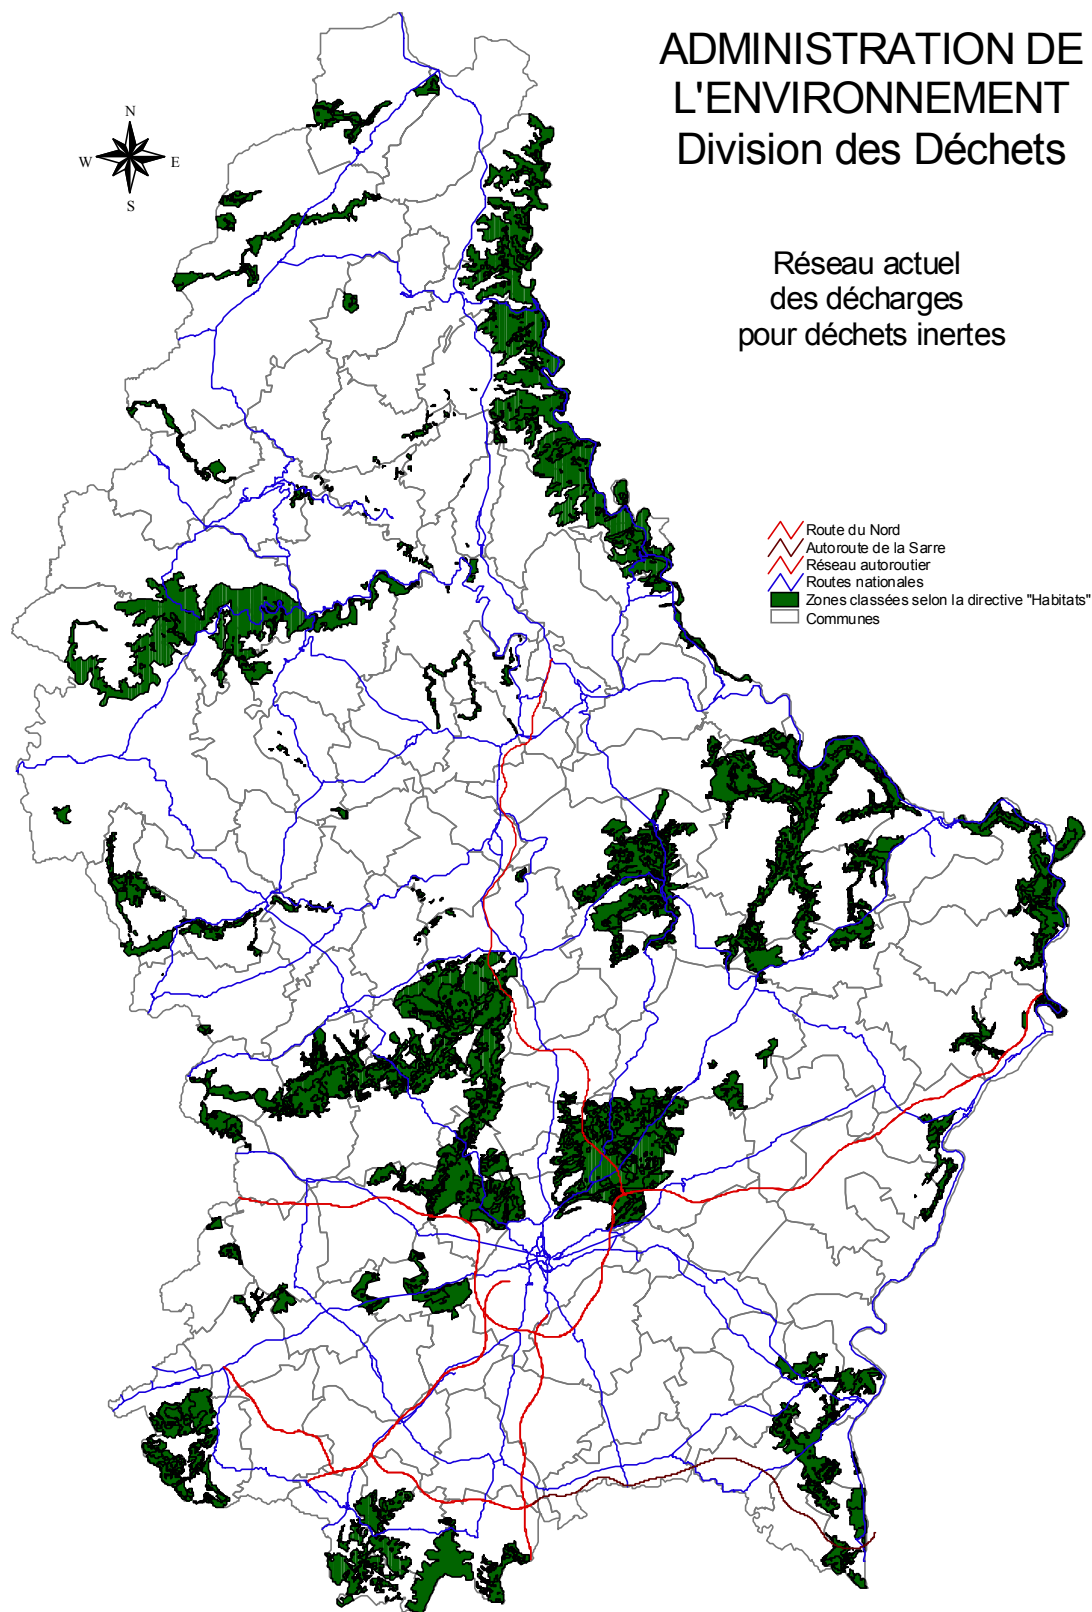 ADMINISTRATION DE
L'ENVIRONNEMENT
Division des Déchets
N
W E
S
Réseau actuel
des décharges
pour déchets inertes
Route du Nord
Autoroute de la Sarre
Réseau autoroutier
Routes nationales
Zones classées selon la directive "Habitats"
Communes